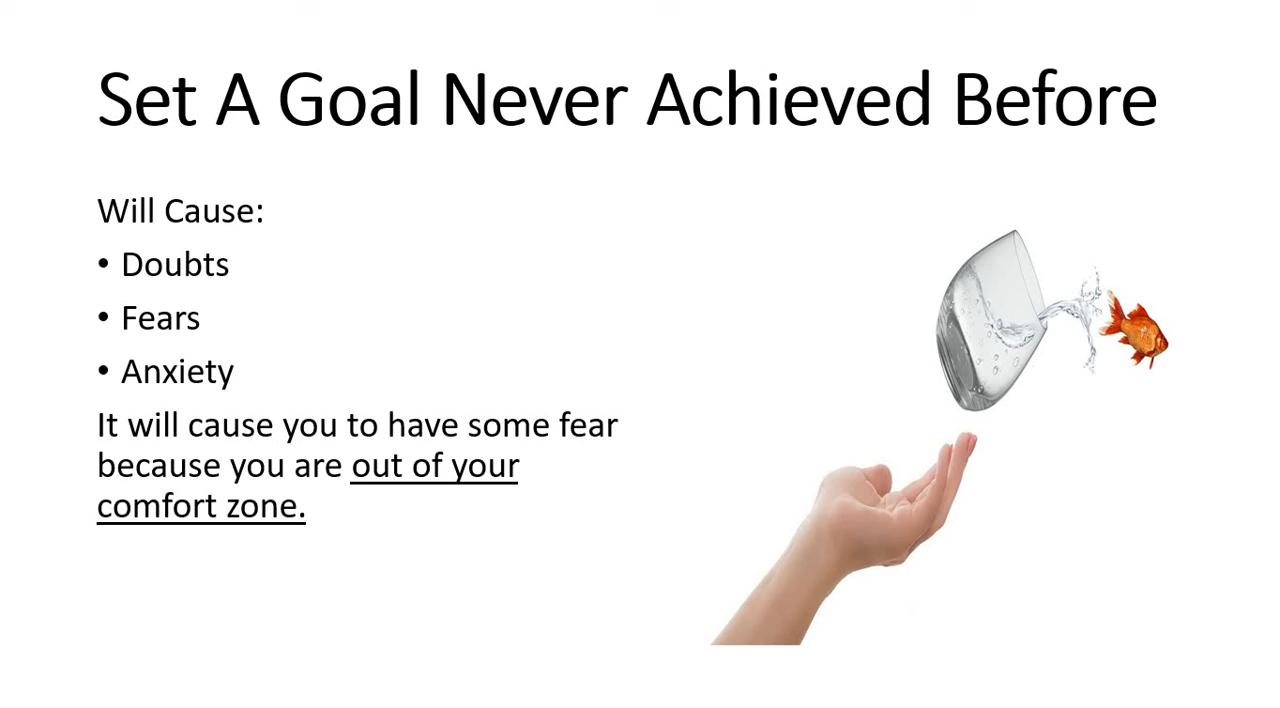 Set A Goal Never Achieved Before
Will Cause:
• Doubts
• Fears
• Anxiety
It will cause you to have some fear
because you are out of your
comfort zone.